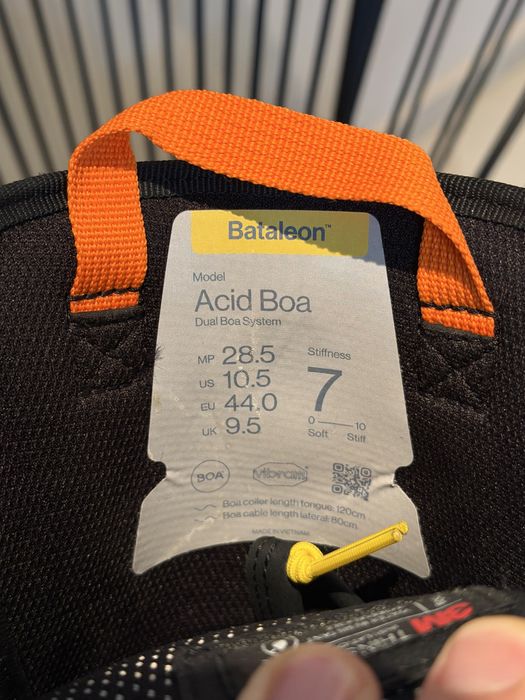 Bataleon™
Model
Acid Boa
Dual Boa System
MP 28.5
US 10.5
EU 44.0
UK 9.5
Stiffness
7
0 10
Soft Stiff
BOA
vibram
Boa coiler length tongue: 120cm
Boa cable length lateral: 80cm
MADE IN VIETNAM
3M